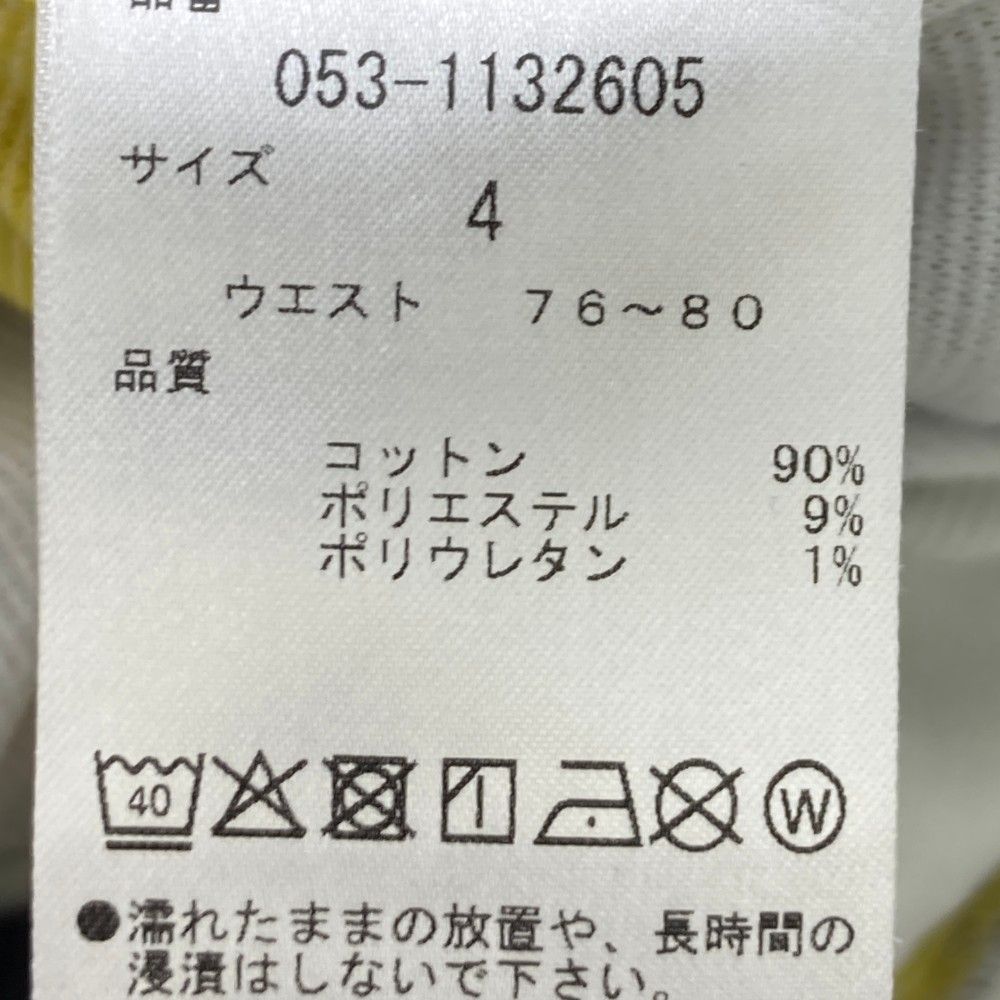 品番
053-1132605
サイズ
4
ウエスト 76～80
品質
コットン 90%
ポリエステル 9%
ポリウレタン 1%
40 W
●濡れたままの放置や、長時間の
浸漬はしないで下さい。